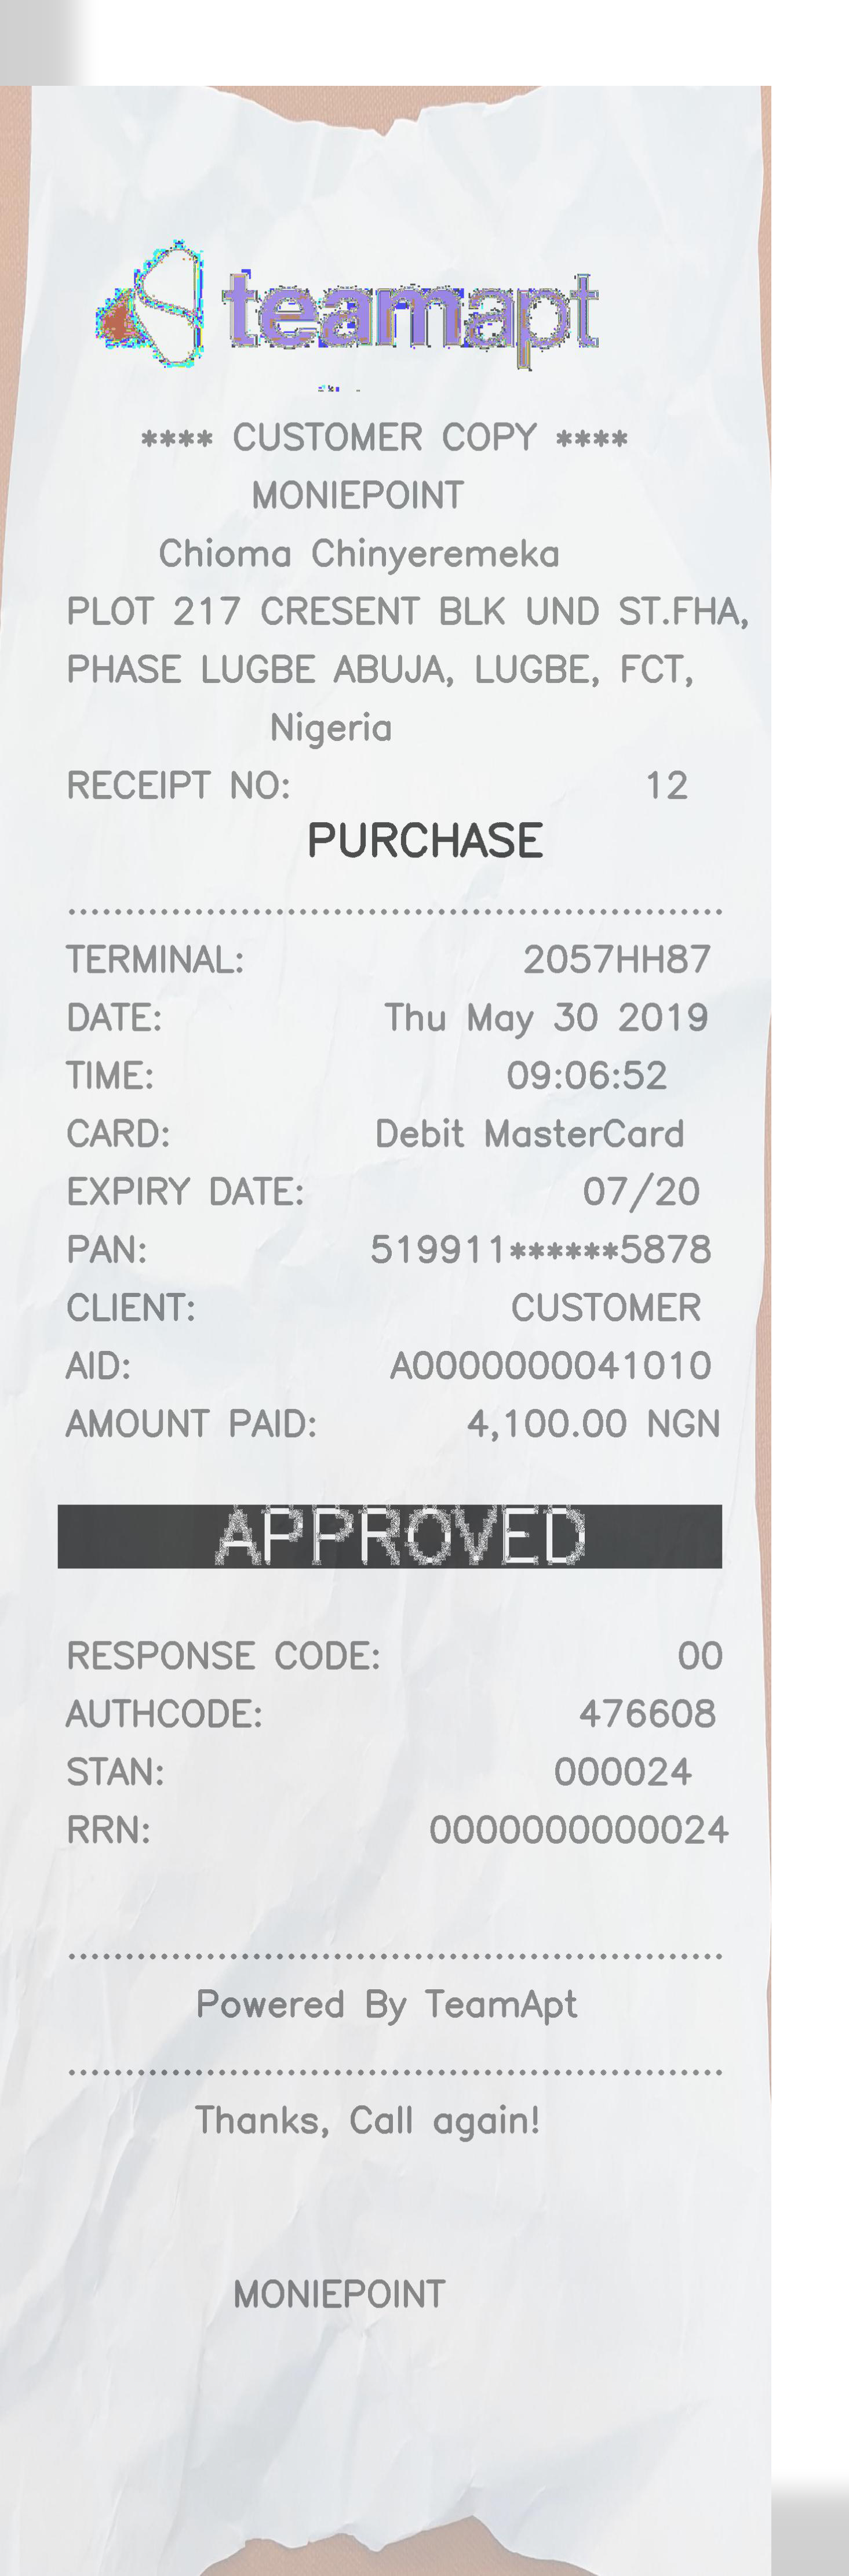 teamapt
**** CUSTOMER COPY ****
MONIEPOINT
Chioma Chinyeremeka
PLOT 217 CRESENT BLK UND ST.FHA,
PHASE LUGBE ABUJA, LUGBE, FCT,
Nigeria
RECEIPT NO: 12
PURCHASE
TERMINAL: 2057HH87
DATE: Thu May 30 2019
TIME: 09:06:52
CARD: Debit MasterCard
EXPIRY DATE: 07/20
PAN: 519911******5878
CLIENT: CUSTOMER
AID: A0000000041010
AMOUNT PAID: 4,100.00 NGN
APPROVED
RESPONSE CODE: 00
AUTHCODE: 476608
STAN: 000024
RRN: 0000000000024
Powered By TeamApt
Thanks, Call again!
MONIEPOINT